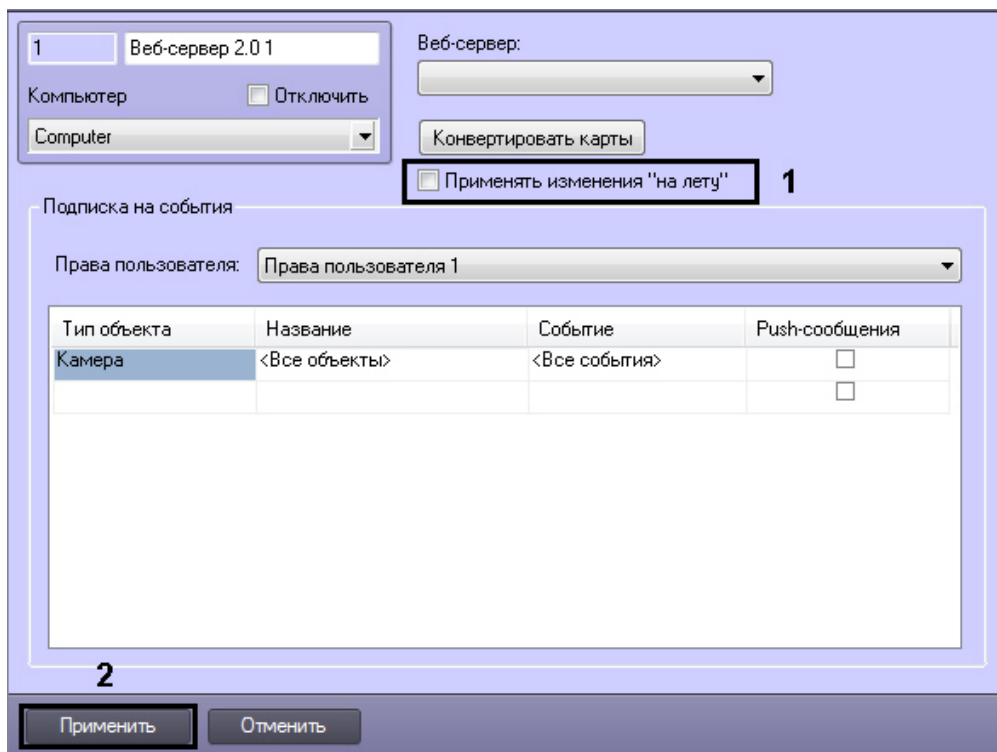 1
Веб-сервер 2.0 1
Веб-сервер:
Компьютер
Отключить
Computer
Конвертировать карты
Применять изменения "на лету"
1
Подписка на события
Права пользователя:
Права пользователя 1
Тип объекта Название Событие Push-сообщения
Камера <Все объекты> <Все события>
2
Применить
Отменить